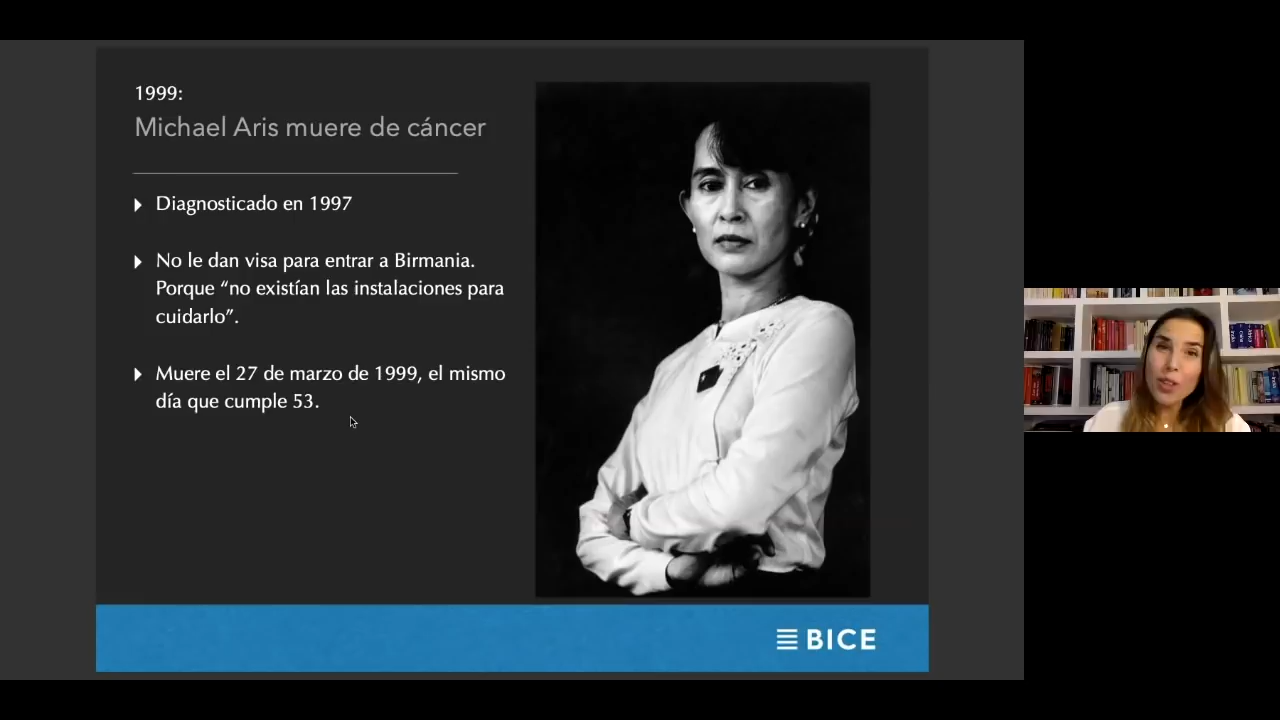 1999:
Michael Aris muere de cáncer
Diagnosticado en 1997
No le dan visa para entrar a Birmania.
Porque “no existían las instalaciones para
cuidarlo”.
Muere el 27 de marzo de 1999, el mismo
día que cumple 53.
BICE